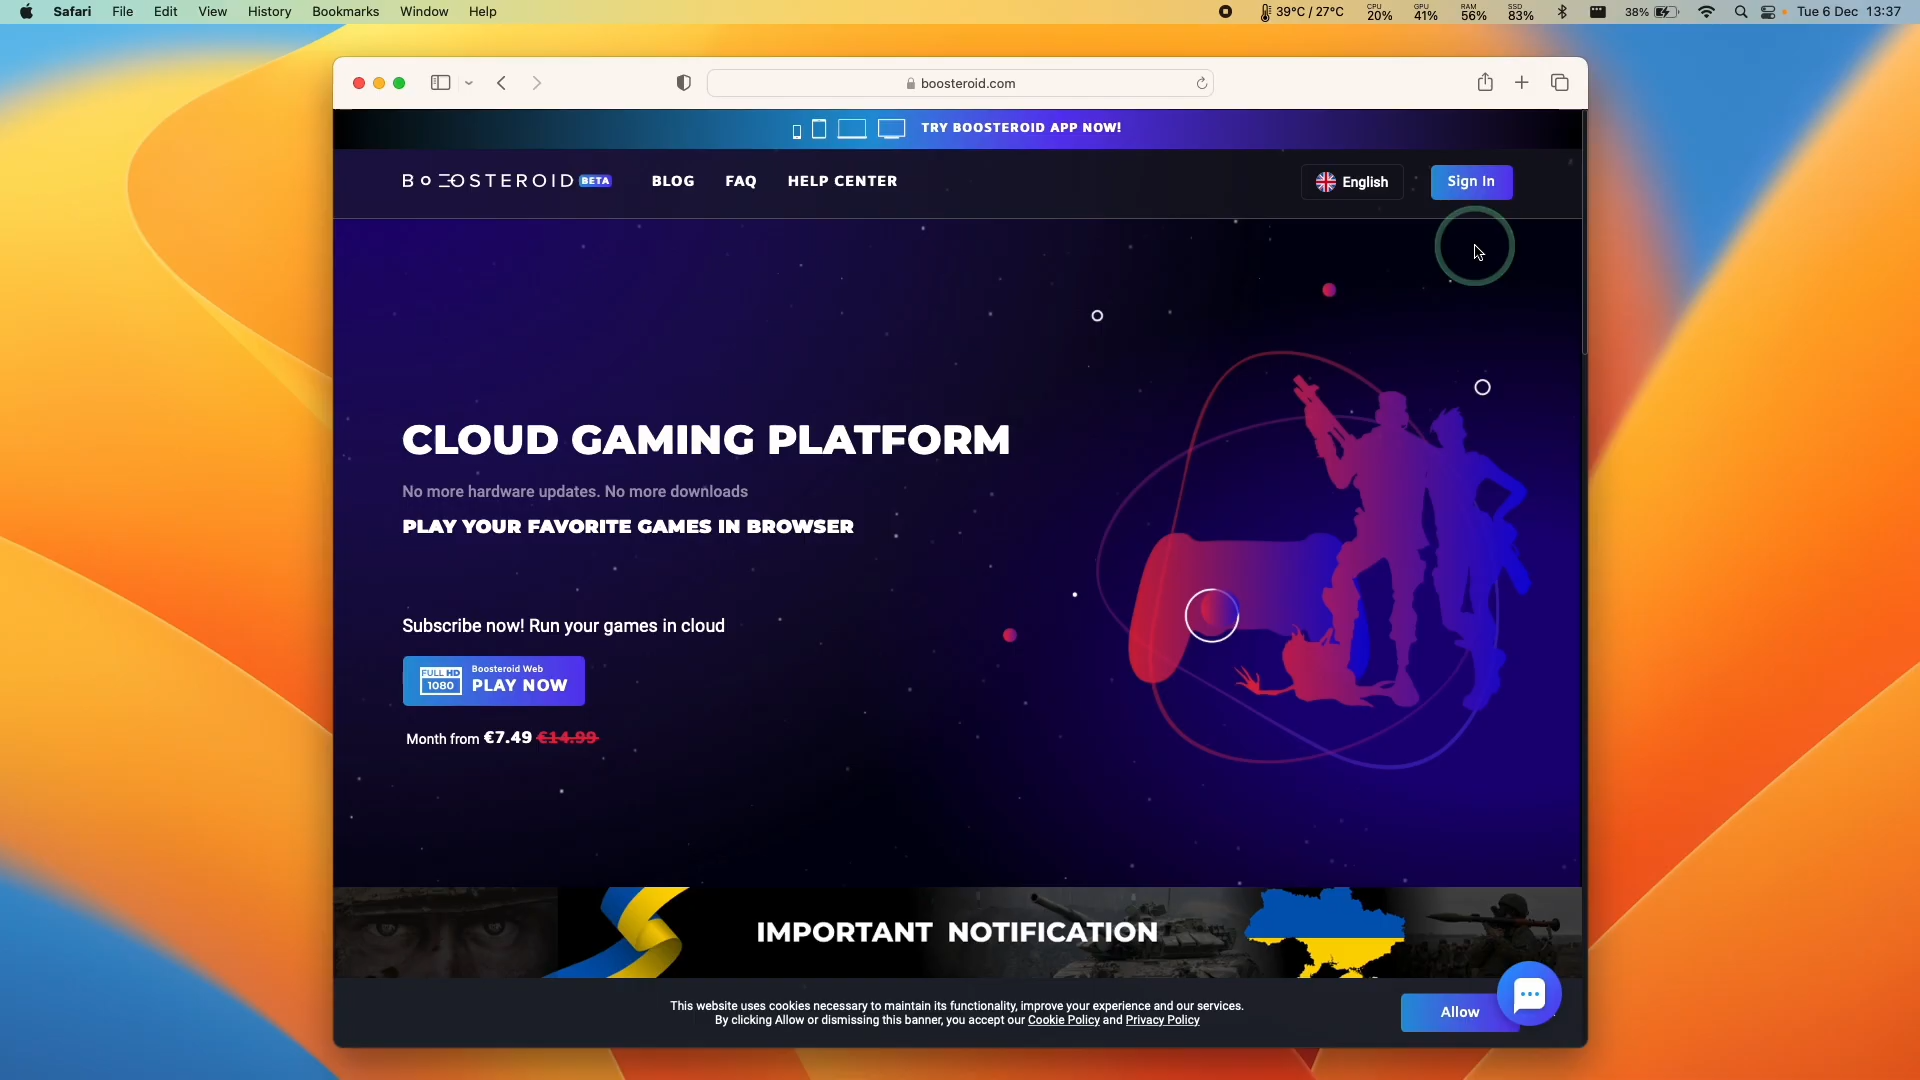 Safari File Edit View History Bookmarks Window Help 39°C / 27°C CPU 20% GPU 41% RAM 56% SSD 83% 38% Tue 6 Dec 13:37
boosteroid.com
TRY BOOSTEROID APP NOW!
BOOSTEROID BETA BLOG FAQ HELP CENTER English Sign In
CLOUD GAMING PLATFORM
No more hardware updates. No more downloads
PLAY YOUR FAVORITE GAMES IN BROWSER
Subscribe now! Run your games in cloud
FULL HD 1080 Boosteroid Web PLAY NOW
Month from €7.49 €14.99
IMPORTANT NOTIFICATION
This website uses cookies necessary to maintain its functionality, improve your experience and our services.
By clicking Allow or dismissing this banner, you accept our Cookie Policy and Privacy Policy
Allow